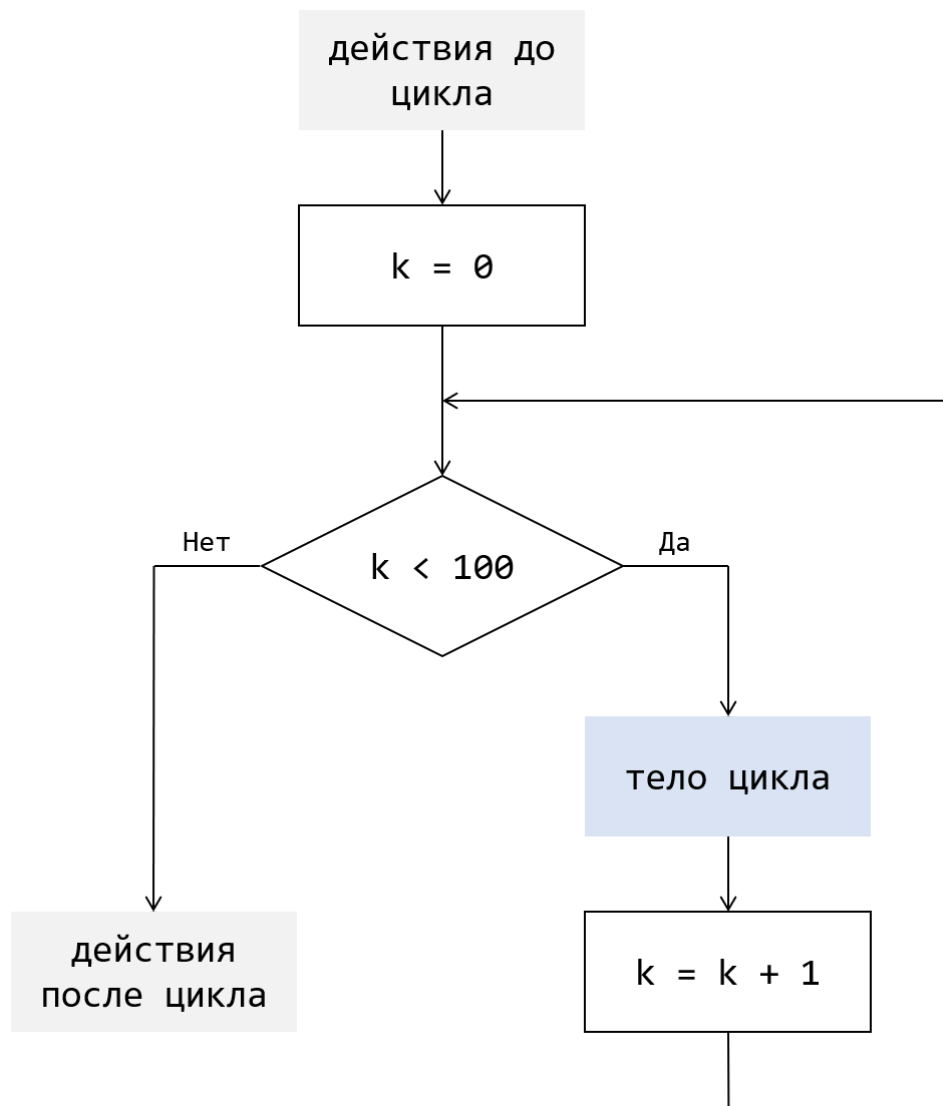 действия до
цикла
k = 0
Нет
Да
k < 100
тело цикла
действия
после цикла
k = k + 1